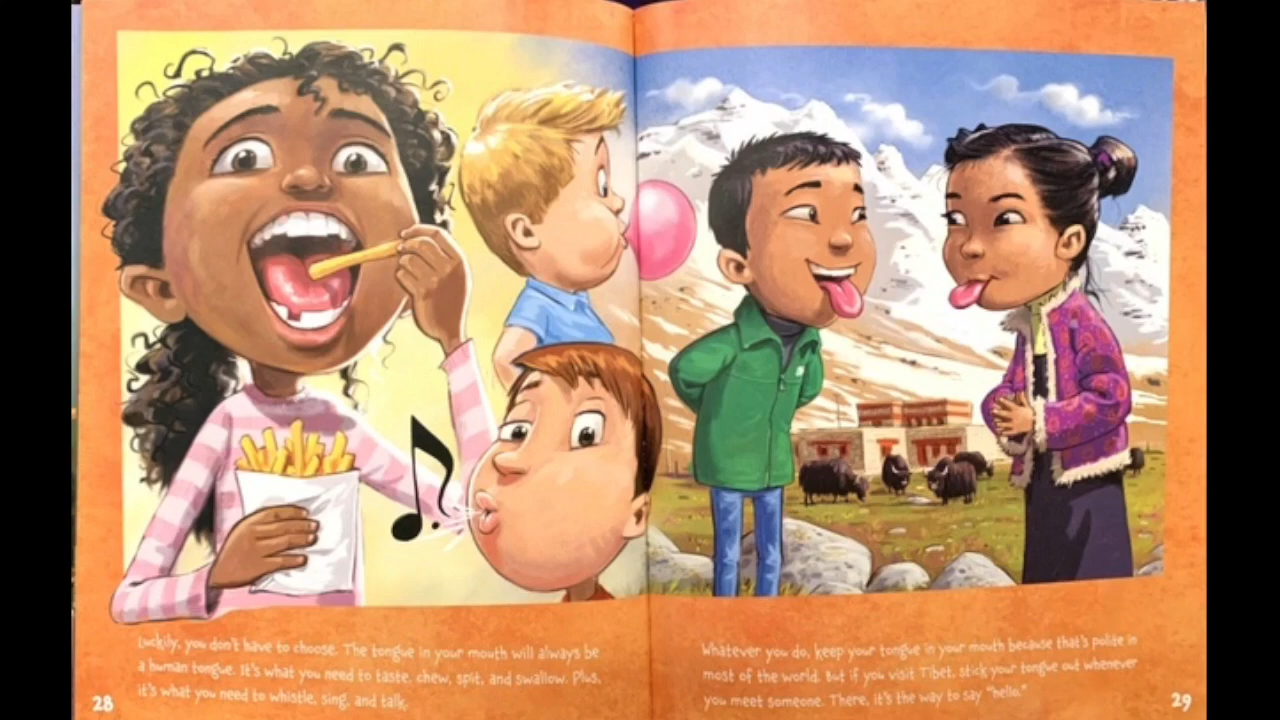 Luckily, you don't have to choose. The tongue in your mouth will always be
a human tongue. It's what you need to taste, chew, spit, and swallow. Plus,
it's what you need to whistle, sing, and talk.
28
Whatever you do, keep your tongue in your mouth because that's polite in
most of the world. But if you visit Tibet, stick your tongue out whenever
you meet someone. There, it's the way to say "hello."
29